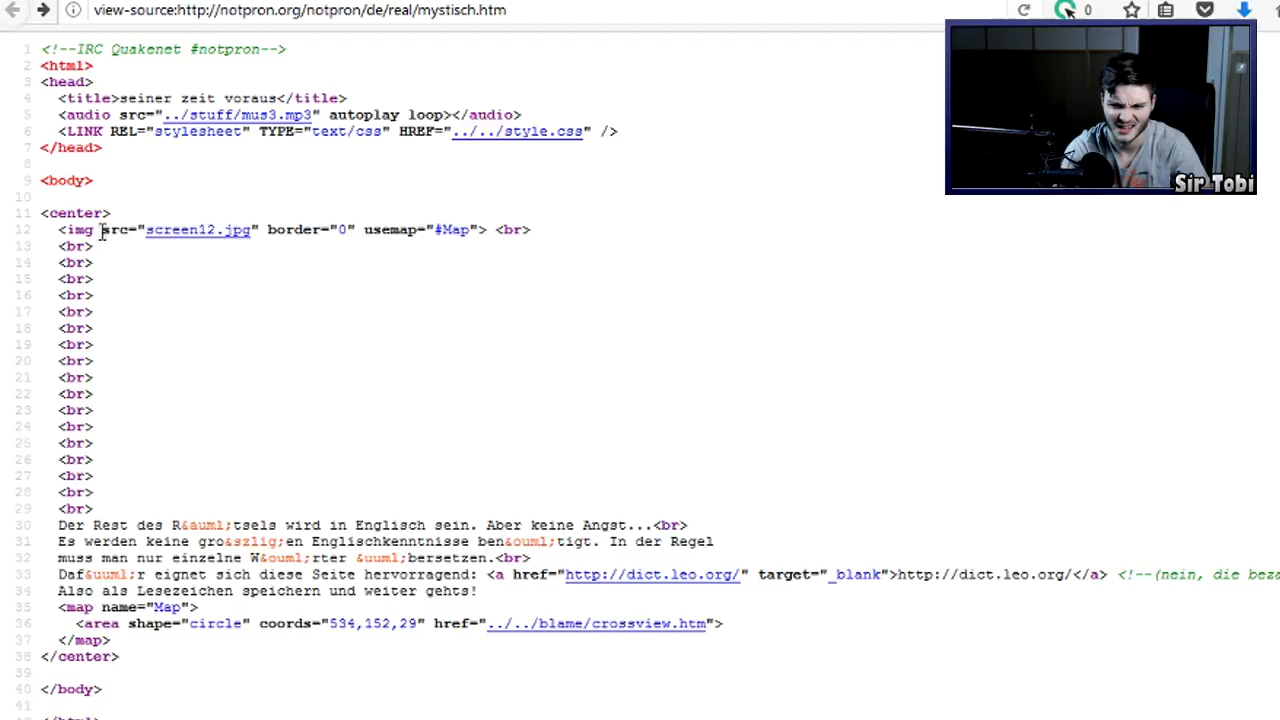 view-source:http://notpron.org/notpron/de/real/mystisch.htm
0
1 <!--IRC Quakenet #notpron-->
2 <html>
3 <head>
4 <title>seiner zeit voraus</title>
5 <audio src="../stuff/mus3.mp3" autoplay loop></audio>
6 <LINK REL="stylesheet" TYPE="text/css" HREF="../../style.css" />
7 </head>
8
9 <body>
10
11 <center>
12 <img src="screen12.jpg" border="0" usemap="#Map"> <br>
13 <br>
14 <br>
15 <br>
16 <br>
17 <br>
18 <br>
19 <br>
20 <br>
21 <br>
22 <br>
23 <br>
24 <br>
25 <br>
26 <br>
27 <br>
28 <br>
29 <br>
30 Der Rest des R&auml;tsels wird in Englisch sein. Aber keine Angst...<br>
31 Es werden keine gro&szlig;en Englischkenntnisse ben&ouml;tigt. In der Regel
32 muss man nur einzelne W&ouml;rter &uuml;bersetzen.<br>
33 Daf&uuml;r eignet sich diese Seite hervorragend: <a href="http://dict.leo.org/" target="_blank">http://dict.leo.org/</a> <!--(nein, die
34 Also als Lesezeichen speichern und weiter gehts!
35 <map name="Map">
36 <area shape="circle" coords="534,152,29" href="../../blame/crossview.htm">
37 </map>
38 </center>
39
40 </body>
41
</html>
Sir Tobi